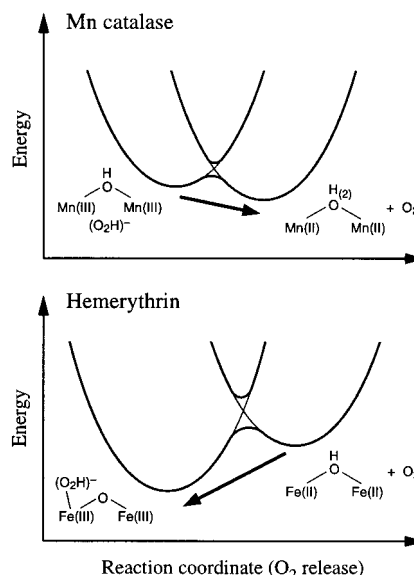 Mn catalase
Energy
H
O
Mn(III) Mn(III)
(O₂H)⁻
H(2)
O
Mn(II) Mn(II)
+ O₂
Hemerythrin
Energy
(O₂H)⁻
O
Fe(III) Fe(III)
H
O
Fe(II) Fe(II)
+ O₂
Reaction coordinate (O₂ release)